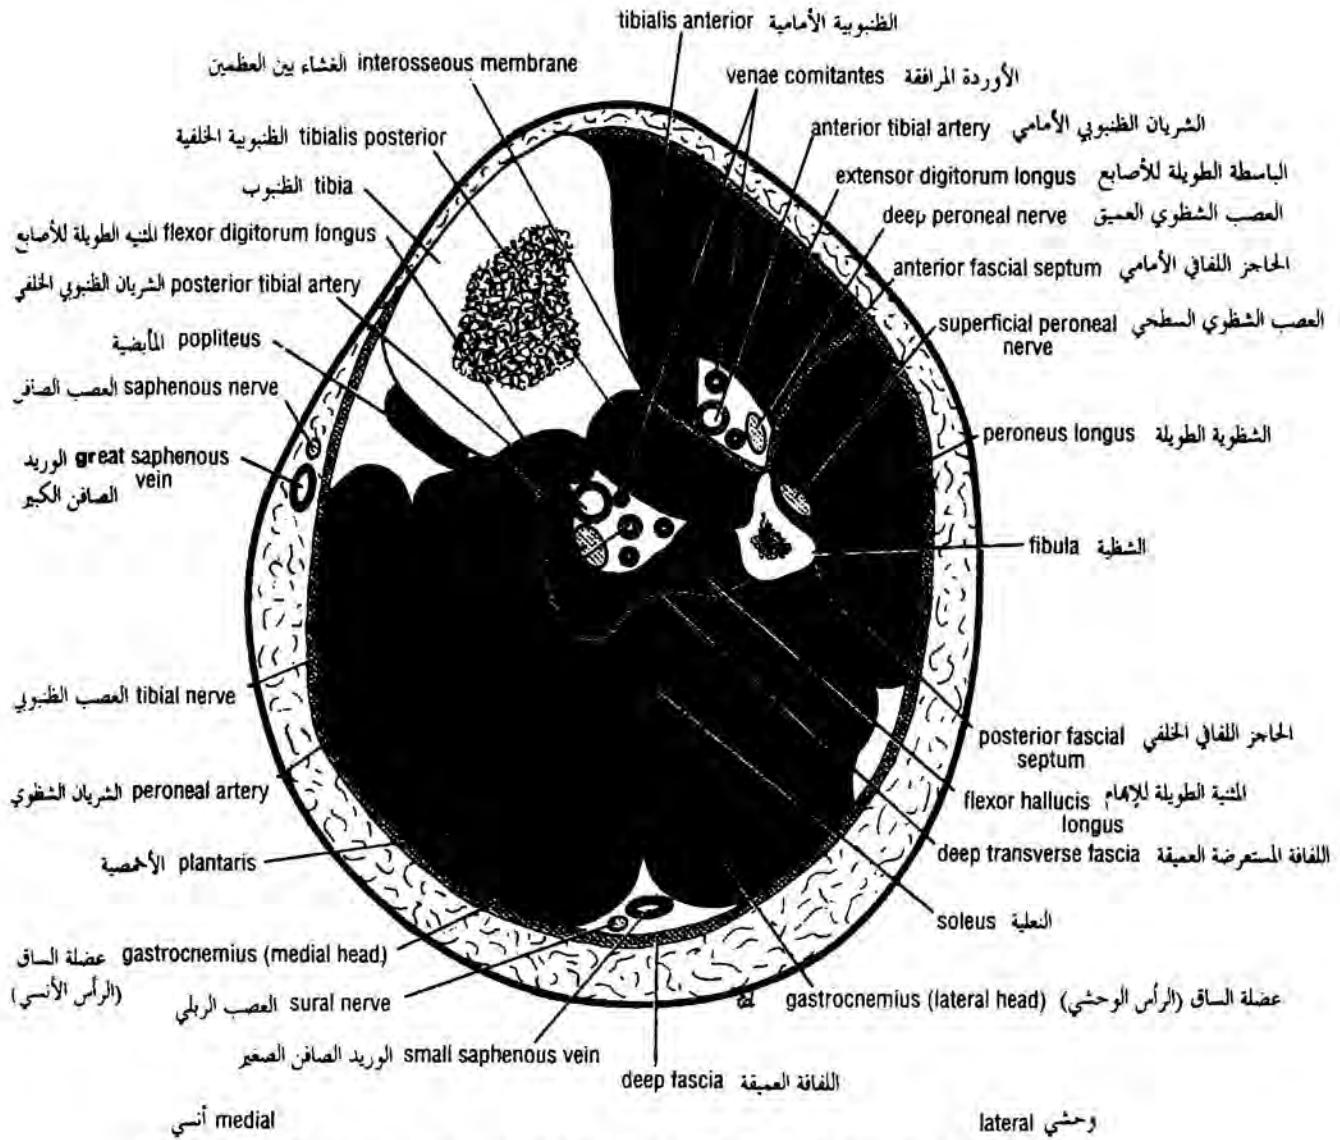 tibialis anterior الظنبوبية الأمامية
الغشاء بين العظمين interosseous membrane
venae comitantes الأوردة المرافقة
الظنبوبية الخلفية tibialis posterior
anterior tibial artery الشريان الظنبوبي الأمامي
الظنبوب tibia
extensor digitorum longus الباسطة الطويلة للأصابع
deep peroneal nerve العصب الشظوي العميق
المثنيه الطويلة للأصابع flexor digitorum longus
anterior fascial septum الحاجز اللفافي الأمامي
الشريان الظنبوبي الخلفي posterior tibial artery
superficial peroneal العصب الشظوي السطحي
nerve
المأبضية popliteus
العصب الصافن saphenous nerve
peroneus longus الشظوية الطويلة
الوريد great saphenous
الصافن الكبير vein
fibula الشظية
العصب الظنبوبي tibial nerve
posterior fascial الحاجز اللفافي الخلفي
septum
الشريان الشظوي peroneal artery
flexor hallucis المثنية الطويلة للإبهام
longus
deep transverse fascia اللفافة المستعرضة العميقة
الأخمصية plantaris
soleus النعلية
عضلة الساق gastrocnemius (medial head)
(الرأس الأنسي)
العصب الربلي sural nerve
gastrocnemius (lateral head) عضلة الساق (الرأس الوحشي)
الوريد الصافن الصغير small saphenous vein
deep fascia اللفافة العميقة
أنسي medial
lateral وحشي